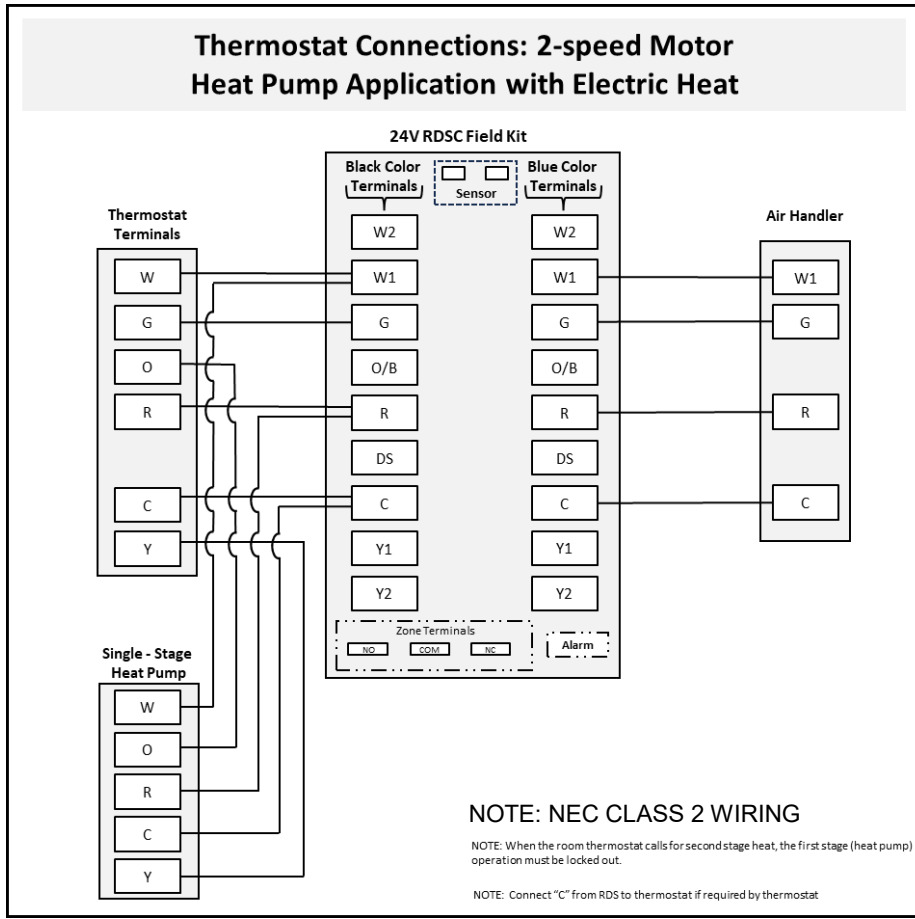 Thermostat Connections: 2-speed Motor
Heat Pump Application with Electric Heat
24V RDSC Field Kit
Black Color
Terminals
Sensor
Blue Color
Terminals
Thermostat
Terminals
W
G
O
R
C
Y
W2
W1
G
O/B
R
DS
C
Y1
Y2
W2
W1
G
O/B
R
DS
C
Y1
Y2
Zone Terminals
NO COM NC
Alarm
Air Handler
W1
G
R
C
Single - Stage
Heat Pump
W
O
R
C
Y
NOTE: NEC CLASS 2 WIRING
NOTE: When the room thermostat calls for second stage heat, the first stage (heat pump)
operation must be locked out.
NOTE: Connect “C” from RDS to thermostat if required by thermostat